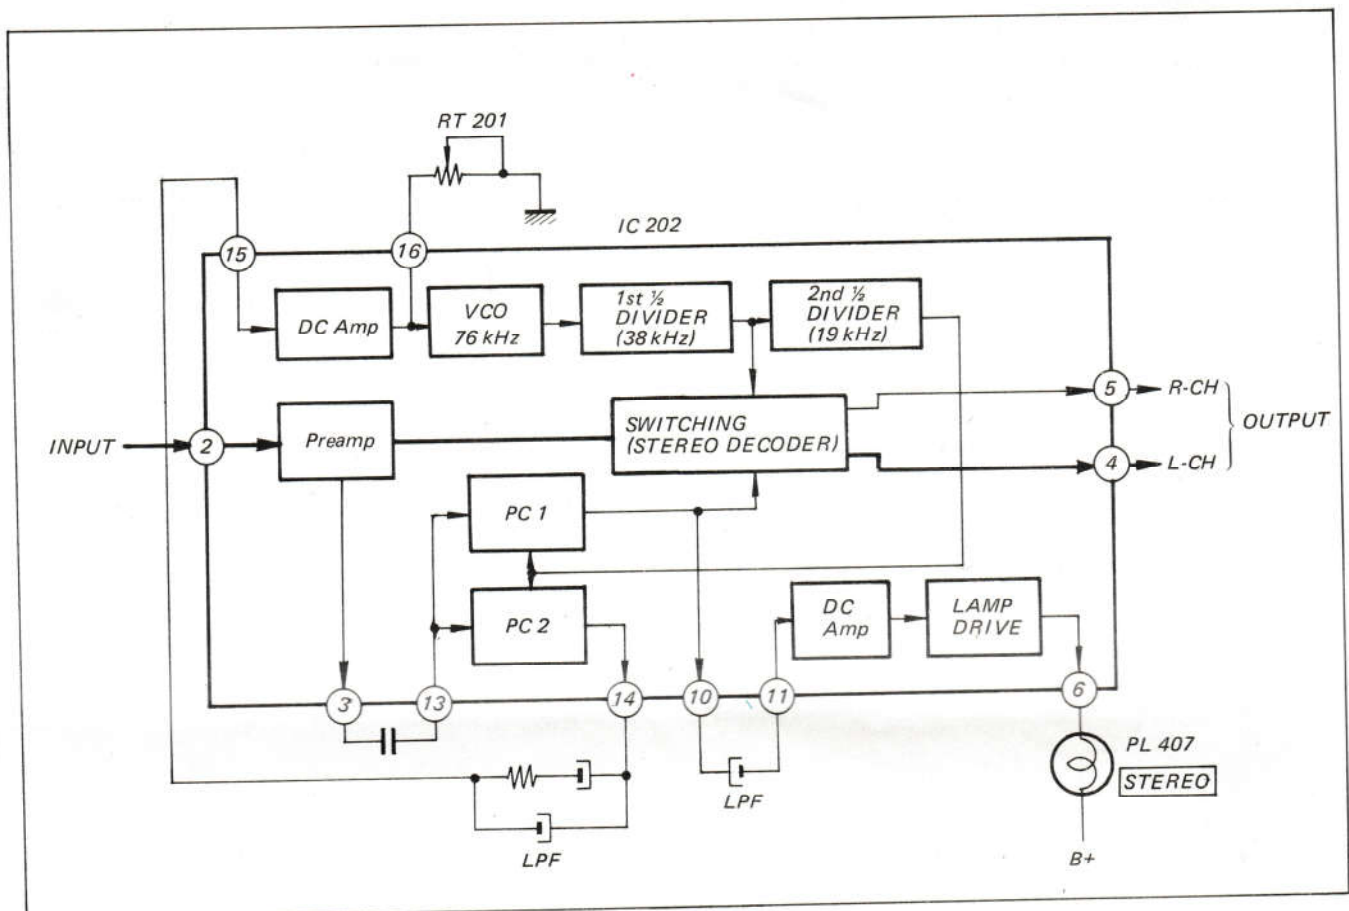 RT 201
IC 202
15
16
DC Amp
VCO
76 kHz
1st ½
DIVIDER
(38 kHz)
2nd ½
DIVIDER
(19 kHz)
INPUT
2
Preamp
SWITCHING
(STEREO DECODER)
5
R-CH
OUTPUT
4
L-CH
PC 1
PC 2
DC
Amp
LAMP
DRIVE
3
13
14
10
11
6
LPF
LPF
PL 407
STEREO
B+